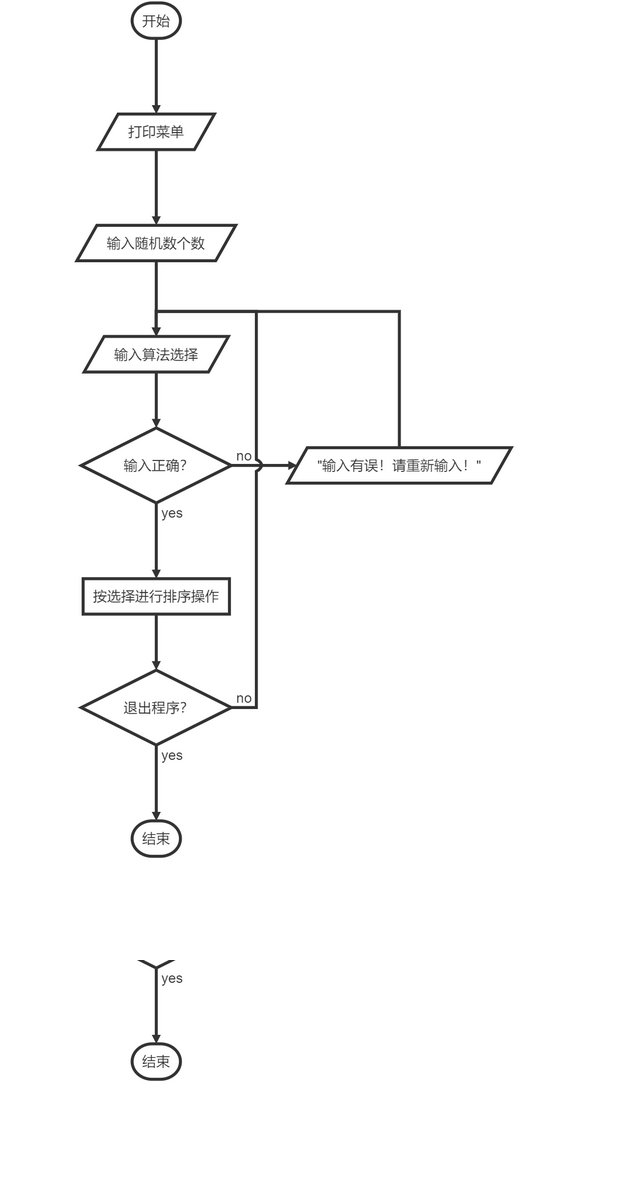 开始
打印菜单
输入随机数个数
输入算法选择
输入正确？
no
"输入有误！请重新输入！"
yes
按选择进行排序操作
退出程序？
no
yes
结束
yes
结束